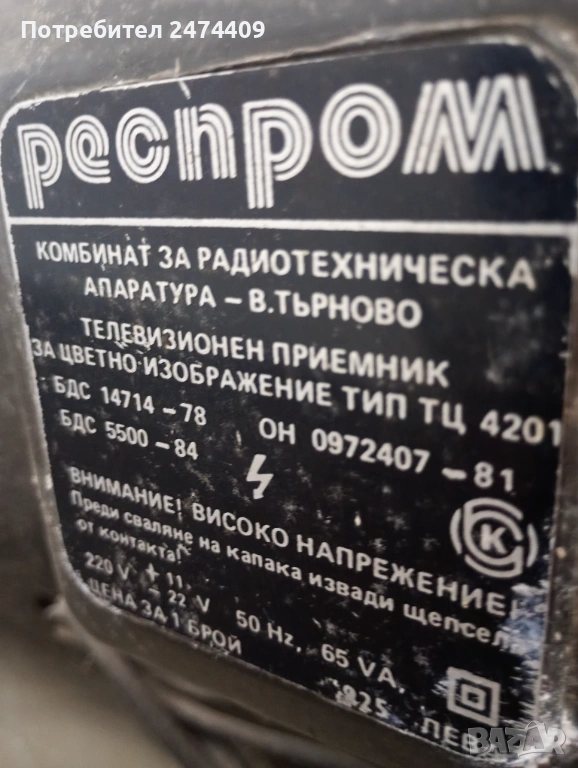 Потребител 2474409
респром
КОМБИНАТ ЗА РАДИОТЕХНИЧЕСКА
АПАРАТУРА – В.ТЪРНОВО
ТЕЛЕВИЗИОНЕН ПРИЕМНИК
ЗА ЦВЕТНО·ИЗОБРАЖЕНИЕ ТИП ТЦ 4201
БДС 14714–78
БДС 5500–84 ОН 0972407–81
ВНИМАНИЕ! ВИСОКО НАПРЕЖЕНИЕ!
Преди сваляне на капака извади щепсела
от контакта!
К
220 V + 11, – 22 V 50 Hz, 65 VA,
ЦЕНА ЗА 1 БРОЙ 825 ЛЕВА
BAZAR